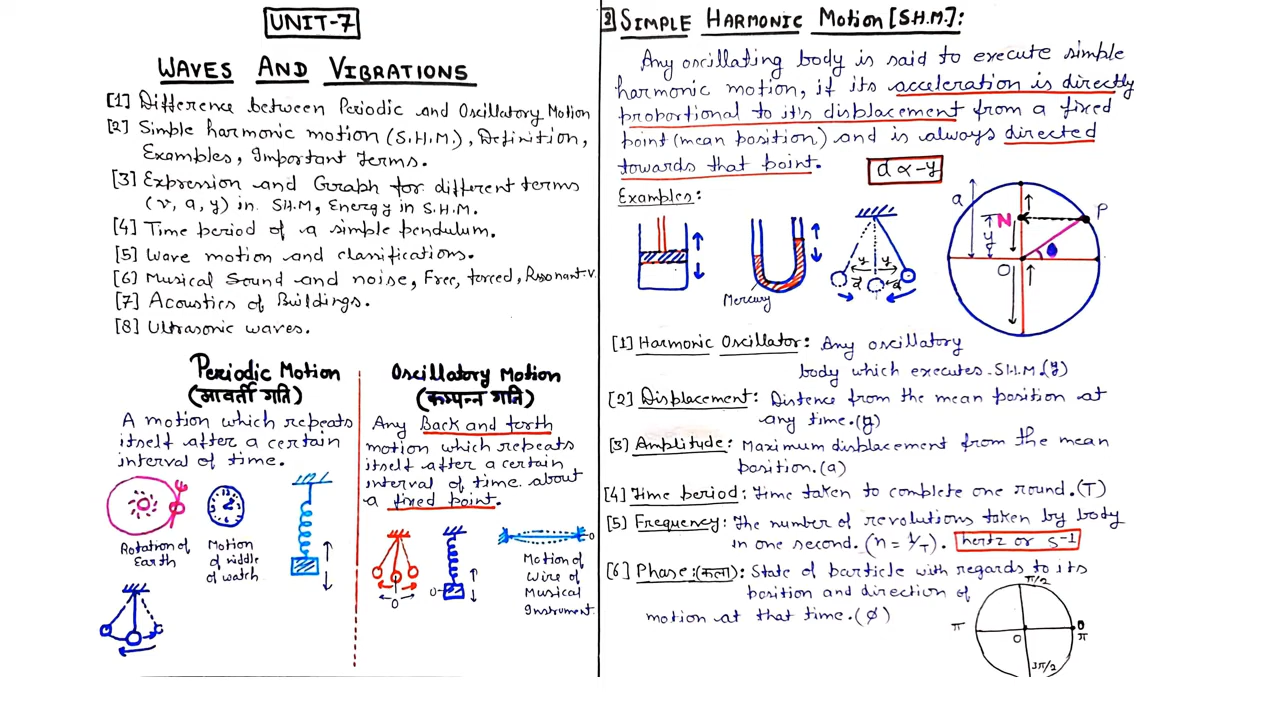 UNIT-7
WAVES AND VIBRATIONS
[1] Difference between Periodic and Oscillatory Motion
[2] Simple harmonic motion (S.H.M.), Definition,
Examples, Important Terms.
[3] Expression and Graph for different terms
(v, a, y) in SHM, Energy in S.H.M.
[4] Time period of a simple pendulum.
[5] Wave motion and classifications.
[6] Musical Sound and noise, Free, forced, Resonant v.
[7] Acoustics of Buildings.
[8] Ultrasonic waves.
Periodic Motion
(आवर्ती गति)
A motion which repeats
itself after a certain
interval of time.
Rotation of
Earth
Motion
of niddle
of watch
Oscillatory Motion
(कम्पन्न गति)
Any Back and forth
motion which repeats
itself after a certain
interval of time about
a fixed point.
0
0
0
Motion of
Wire of
Musical
Instrument
SIMPLE HARMONIC MOTION [S.H.M.]:
Any oscillating body is said to execute simple
harmonic motion, if its acceleration is directly
proportional to it's displacement from a fixed
point (mean position) and is always directed
towards that point.
a ∝ -y
Examples:
Mercury
y y
a a
a
N
P
y
O
[1] Harmonic Oscillator: Any oscillatory
body which executes S.H.M.(y)
[2] Displacement: Distence from the mean position at
any time.(y)
[3] Amplitude: Maximum displacement from the mean
position.(a)
[4] Time period: Time taken to complete one round.(T)
[5] Frequency: The number of revolutions taken by body
in one second. (n = 1/T). hertz or S⁻¹
[6] Phase:(कला): State of particle with regards to its
position and direction of
motion at that time.(ϕ)
π/2
π
O
0
π
3π/2